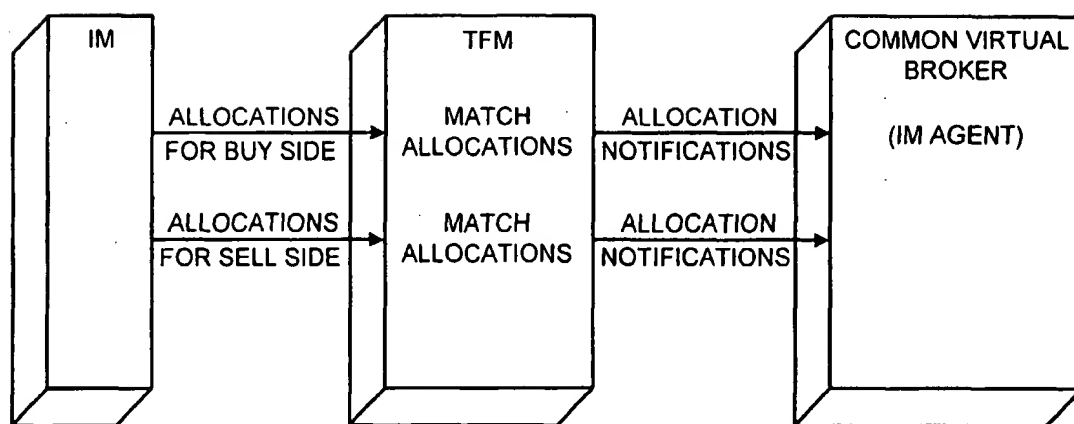 IM
TFM
COMMON VIRTUAL
BROKER
(IM AGENT)
ALLOCATIONS
FOR BUY SIDE
MATCH
ALLOCATIONS
ALLOCATION
NOTIFICATIONS
ALLOCATIONS
FOR SELL SIDE
MATCH
ALLOCATIONS
ALLOCATION
NOTIFICATIONS